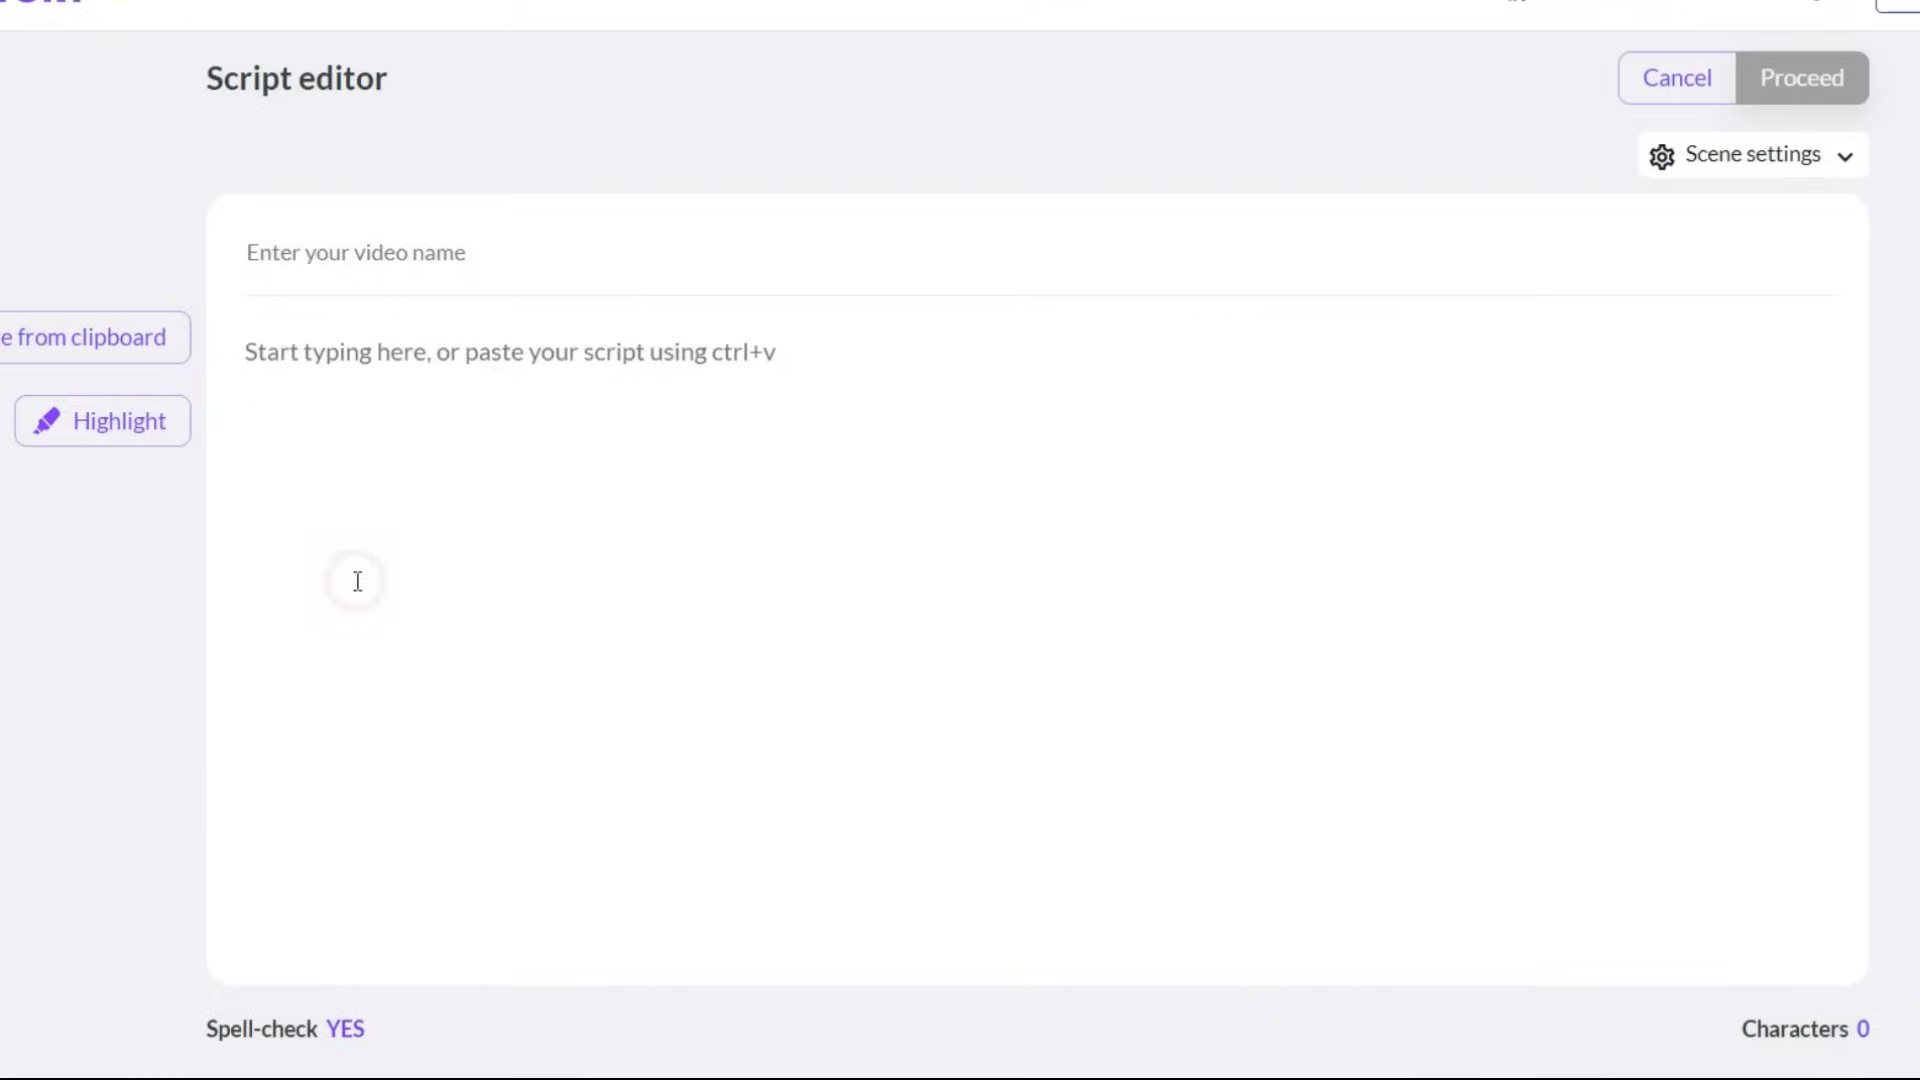 Script editor
Cancel
Proceed
Scene settings
Enter your video name
e from clipboard
Start typing here, or paste your script using ctrl+v
Highlight
Spell-check YES
Characters 0